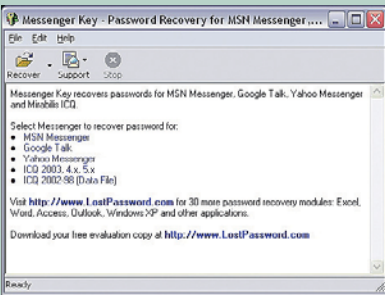 Messenger Key - Password Recovery for MSN Messenger,...
File Edit Help
Recover Support Stop
Messenger Key recovers passwords for MSN Messenger, Google Talk, Yahoo Messenger
and Mirabilis ICQ.
Select Messenger to recover password for:
• MSN Messenger
• Google Talk
• Yahoo Messenger
• ICQ 2003, 4.x, 5.x
• ICQ 2002-98 (Data File)
Visit http://www.LostPassword.com for 30 more password recovery modules: Excel,
Word, Access, Outlook, Windows XP and other applications.
Download your free evaluation copy at http://www.LostPassword.com
Ready